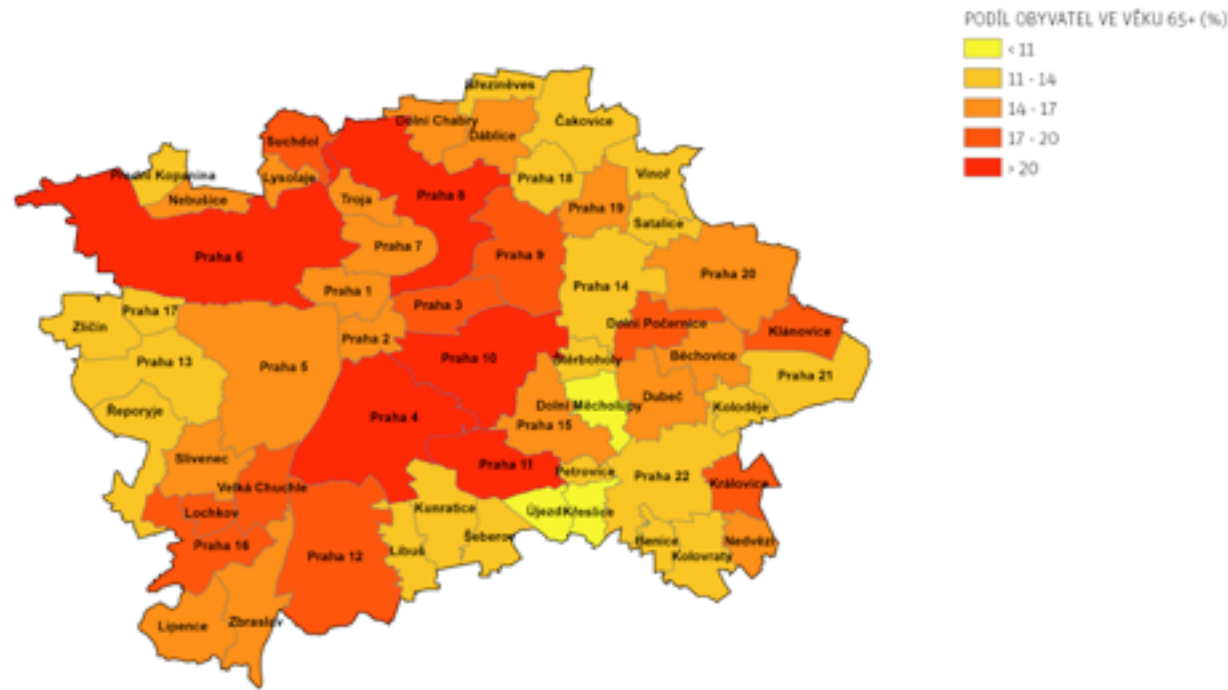 PODÍL OBYVATEL VE VĚKU 65+ (%)
< 11
11 - 14
14 - 17
17 - 20
> 20
Březiněves
Dolní Chabry
Ďáblice
Čakovice
Suchdol
Přední Kopanina
Lysolaje
Nebušice
Troja
Praha 8
Praha 18
Vinoř
Praha 19
Satalice
Praha 6
Praha 7
Praha 9
Praha 20
Praha 14
Praha 1
Praha 3
Praha 17
Zličín
Praha 2
Dolní Počernice
Klánovice
Praha 13
Praha 5
Praha 10
Štěrboholy
Běchovice
Praha 21
Řeporyje
Praha 4
Dolní Měcholupy
Dubeč
Koloděje
Praha 15
Slivenec
Praha 11
Petrovice
Praha 22
Velká Chuchle
Královice
Lochkov
Kunratice
Újezd
Křeslice
Praha 16
Praha 12
Libuš
Šeberov
Benice
Nedvězí
Kolovraty
Lipence
Zbraslav